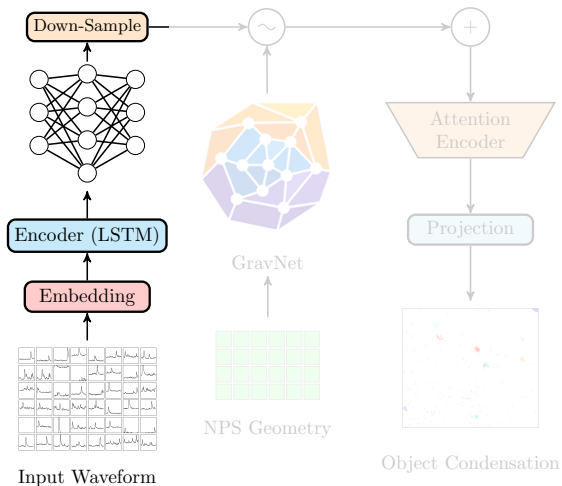 Down-Sample
∼
+
Attention
Encoder
Encoder (LSTM)
Projection
GravNet
Embedding
NPS Geometry
Object Condensation
Input Waveform